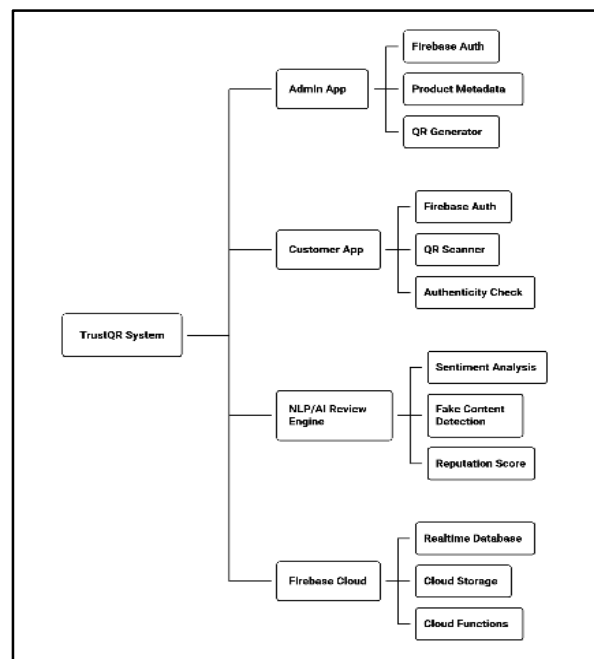 Firebase Auth
Admin App
Product Metadata
QR Generator
Firebase Auth
Customer App
QR Scanner
Authenticity Check
TrustQR System
Sentiment Analysis
NLP/AI Review
Engine
Fake Content
Detection
Reputation Score
Realtime Database
Firebase Cloud
Cloud Storage
Cloud Functions